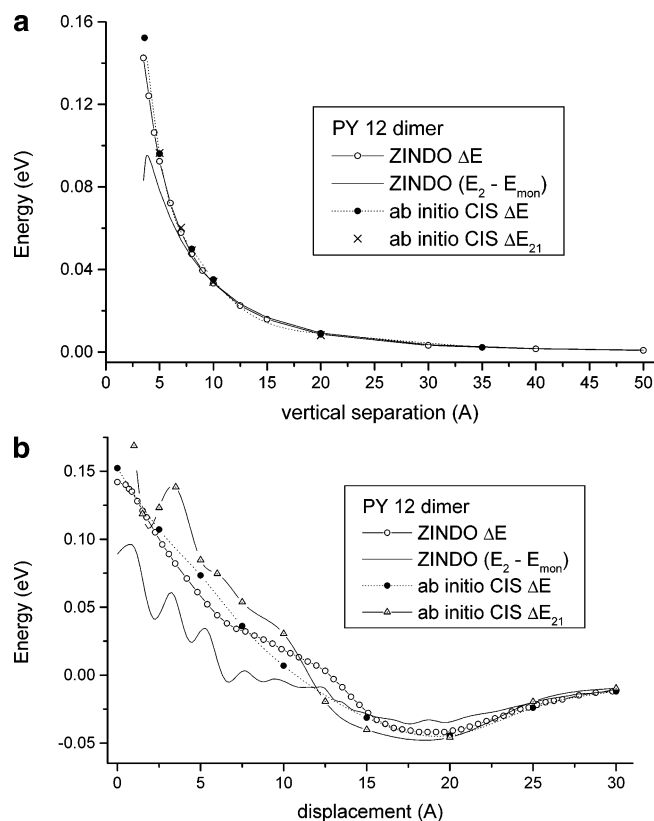 a
0.16
0.12
0.08
0.04
0.00
Energy (eV)
PY 12 dimer
ZINDO ΔE
ZINDO (E₂ - Eₘₒₙ)
ab initio CIS ΔE
ab initio CIS ΔE₂₁
0 5 10 15 20 25 30 35 40 45 50
vertical separation (A)
b
0.15
0.10
0.05
0.00
-0.05
Energy (eV)
PY 12 dimer
ZINDO ΔE
ZINDO (E₂ - Eₘₒₙ)
ab initio CIS ΔE
ab initio CIS ΔE₂₁
0 5 10 15 20 25 30
displacement (A)